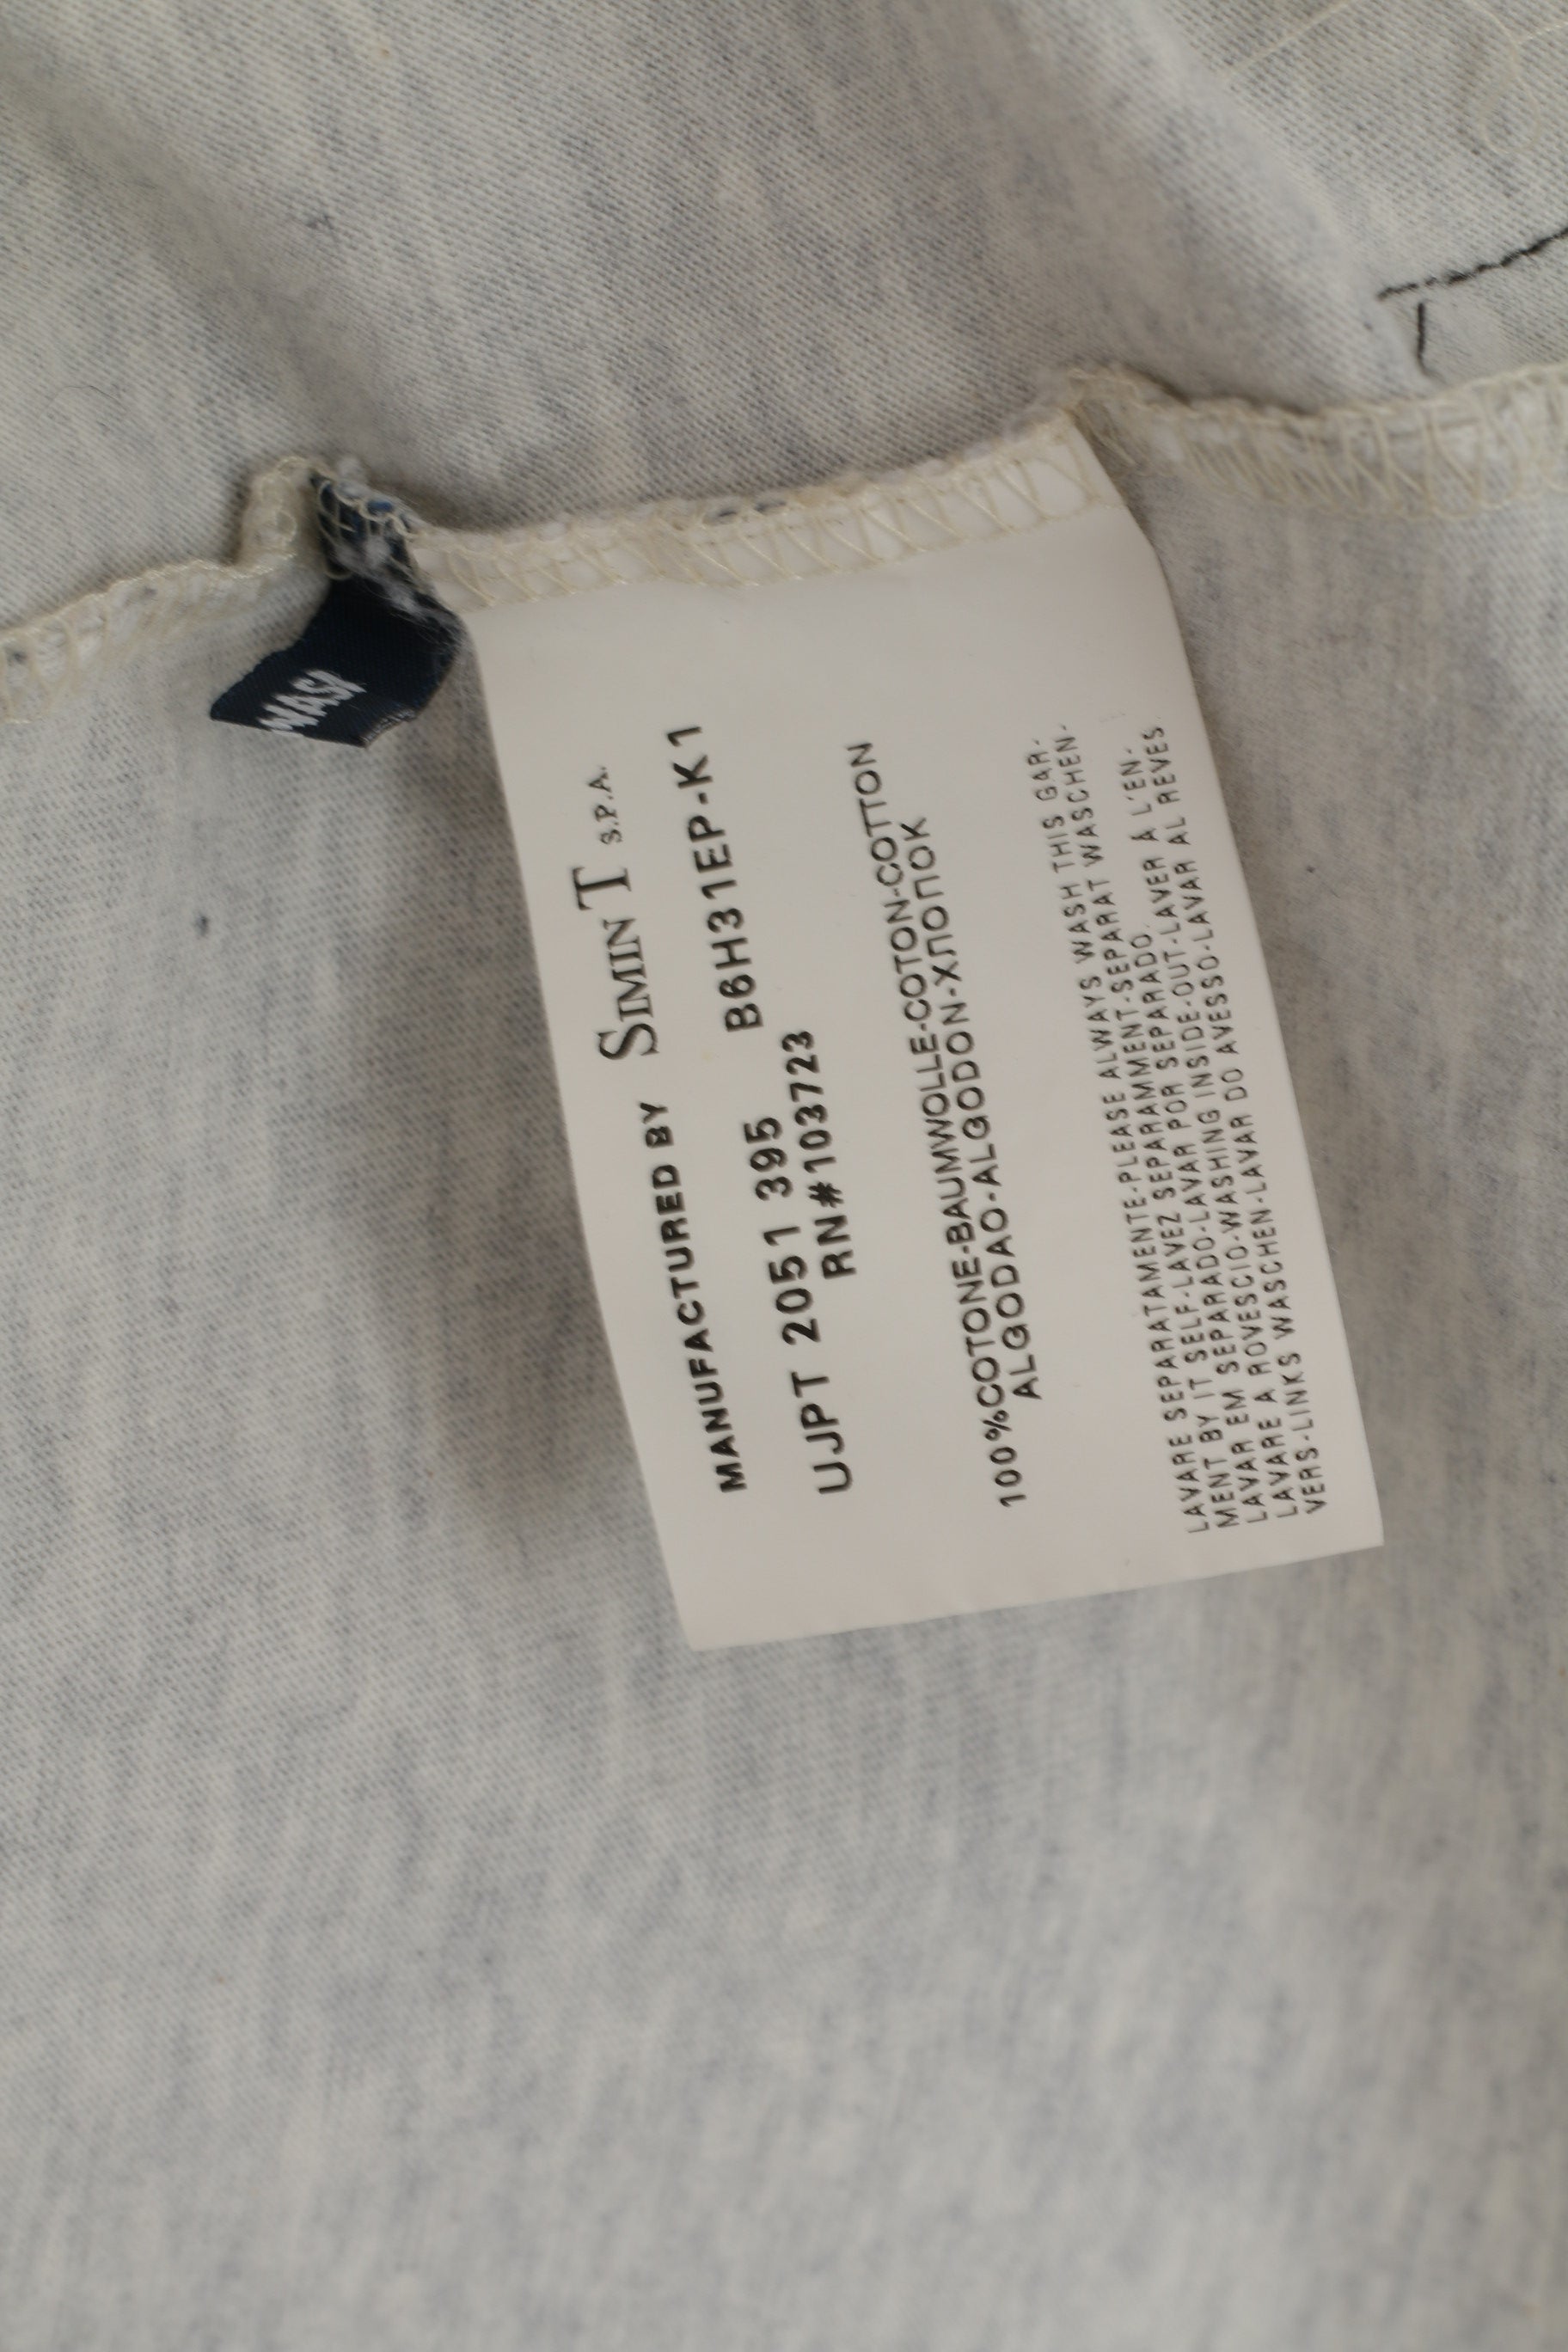 MANUFACTURED BY SIMINT S.P.A.
UJPT 2051 395 B6H31EP-K1
RN#103723
100%COTONE-BAUMWOLLE-COTON-COTTON
ALGODAO-ALGODON-ХЛОПОК
LAVARE SEPARATAMENTE-PLEASE ALWAYS WASH THIS GAR-
MENT BY IT SELF-LAVEZ SEPARAMMENT-SEPARAT WASCHEN-
LAVAR EM SEPARADO-LAVAR POR SEPARADO.
LAVARE A ROVESCIO-WASHING INSIDE-OUT-LAVER À L'EN-
VERS-LINKS WASCHEN-LAVAR DO AVESSO-LAVAR AL REVES